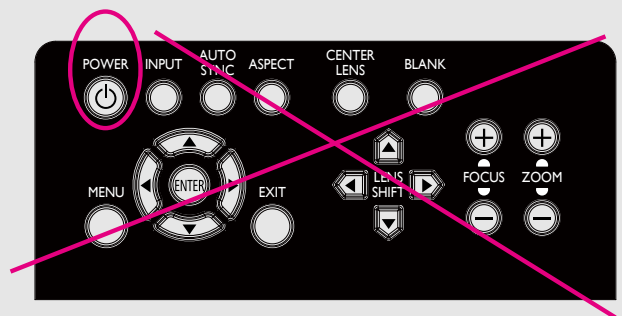 POWER
INPUT
AUTO
SYNC
ASPECT
CENTER
LENS
BLANK
MENU
ENTER
EXIT
LENS
SHIFT
FOCUS
ZOOM